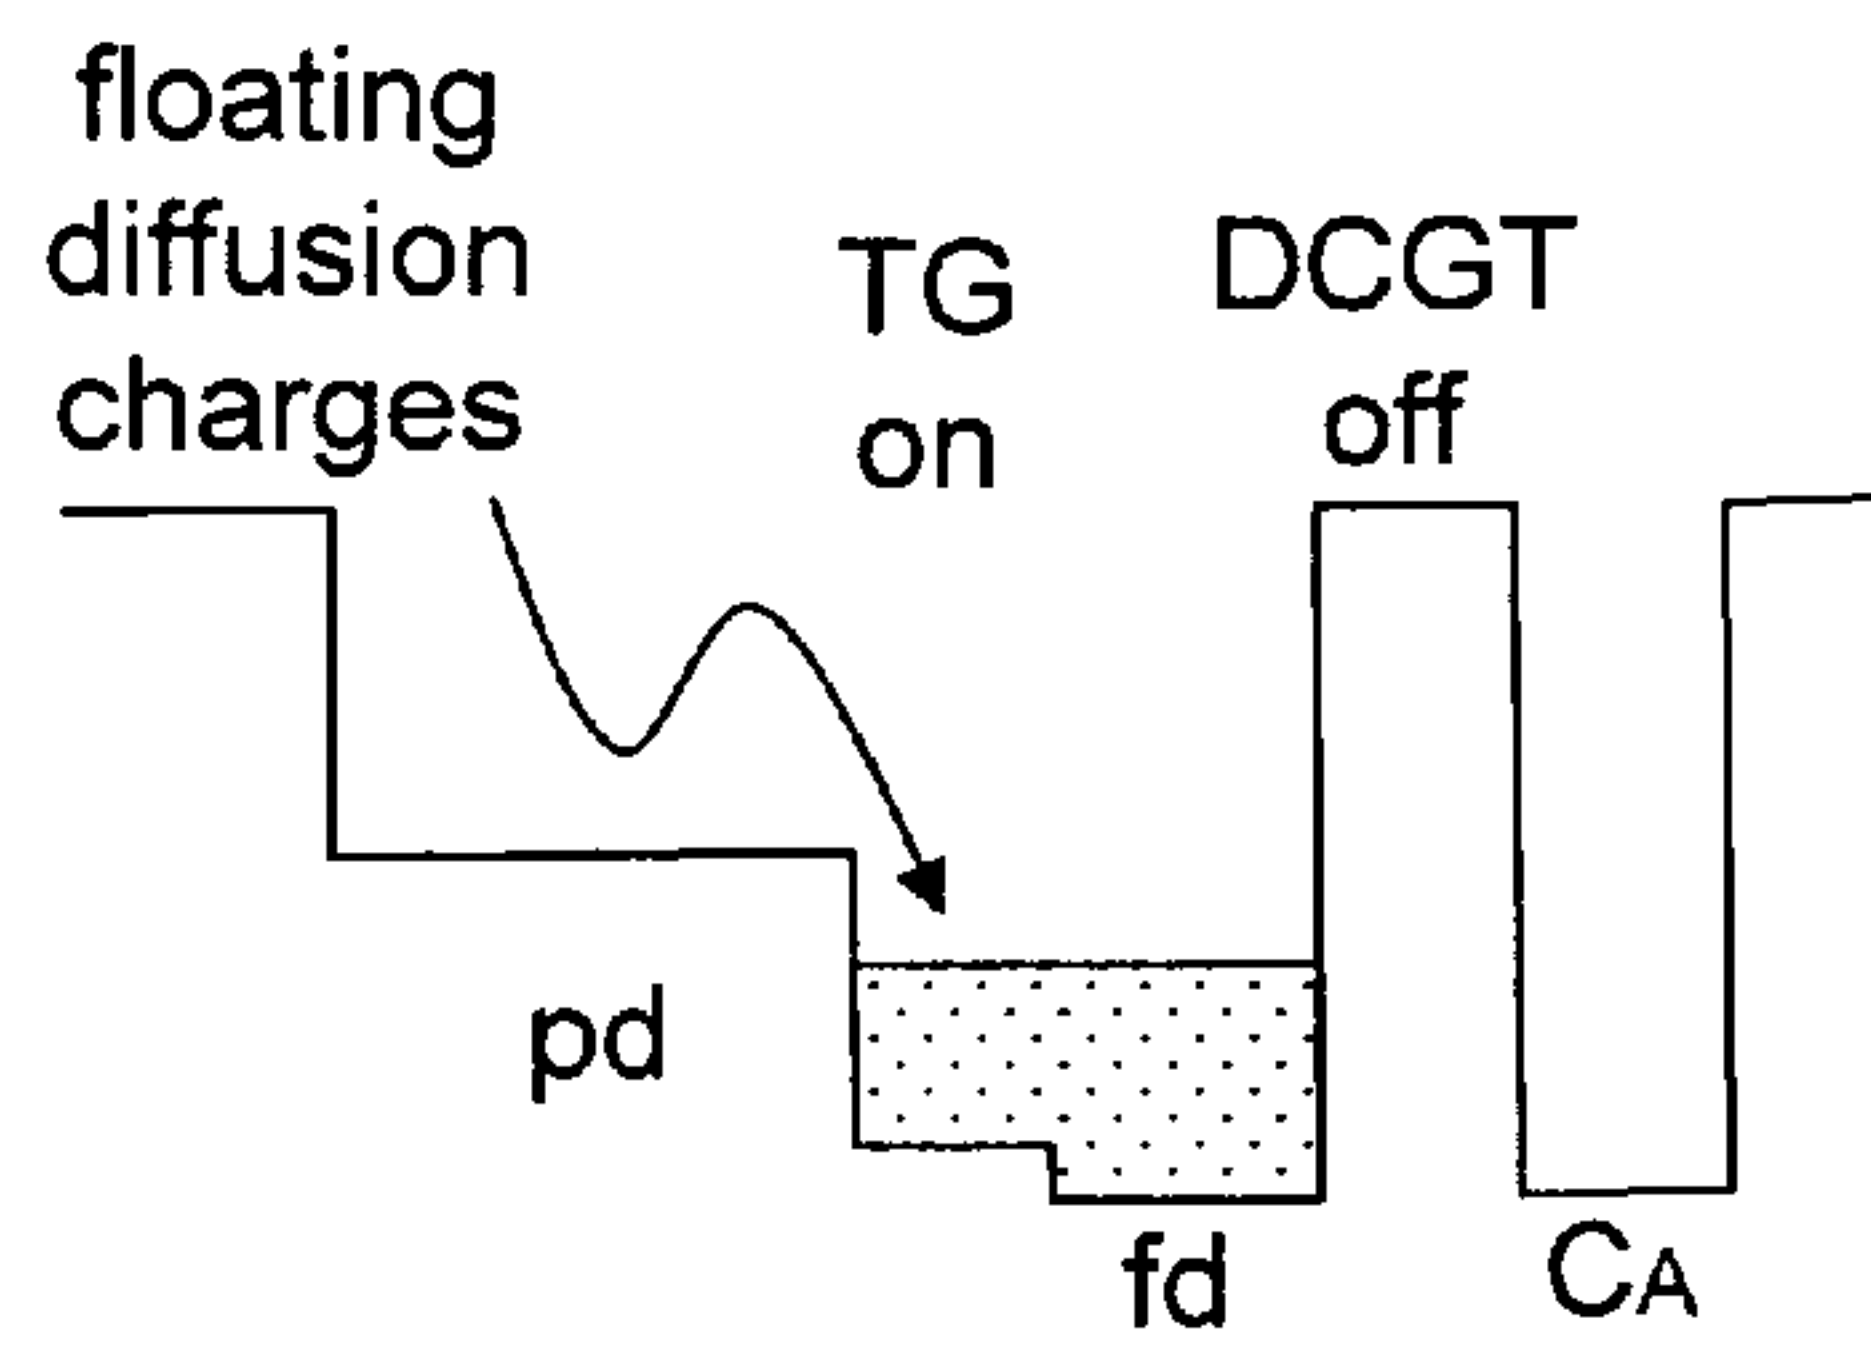 floating
diffusion
charges
TG
on
DCGT
off
pd
fd
CA